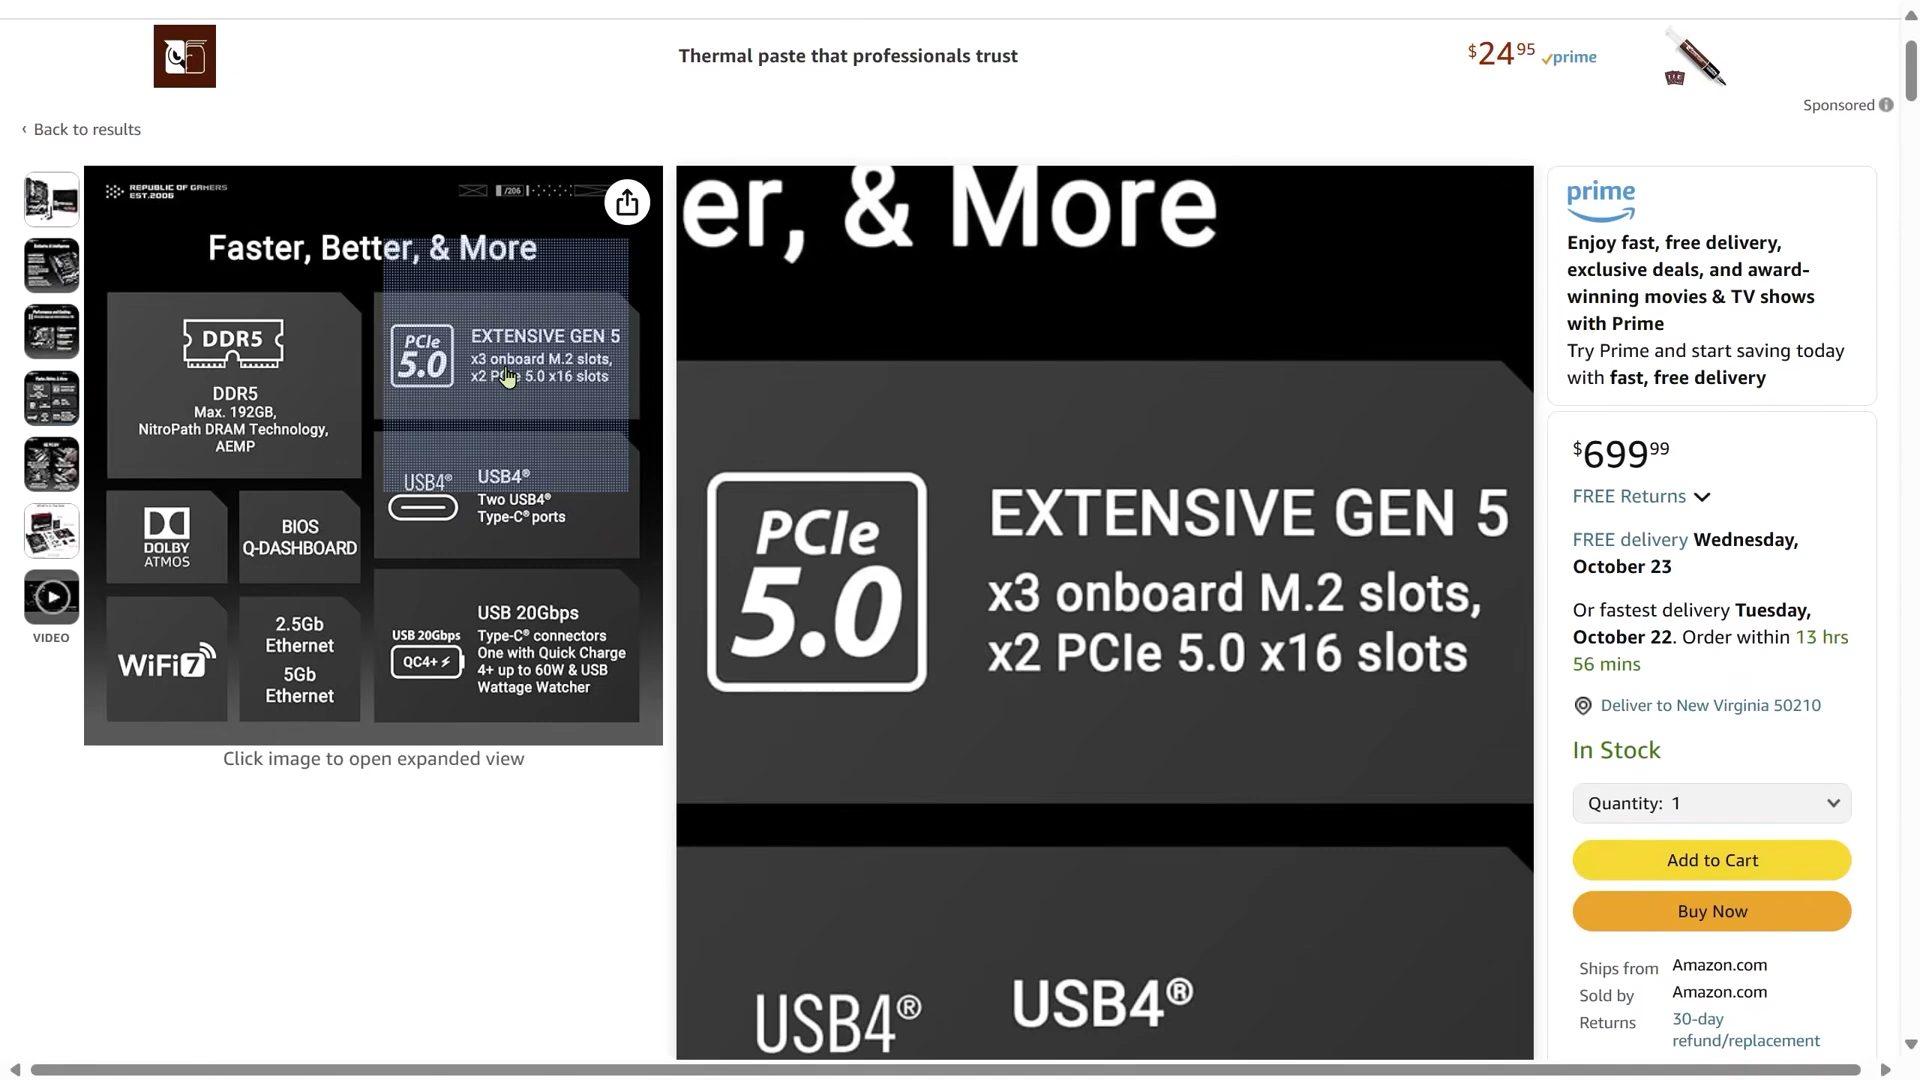 Thermal paste that professionals trust
$24.95 prime
Sponsored
‹ Back to results
REPUBLIC OF GAMERS
EST.2006
/206
Faster, Better, & More
DDR5
DDR5
Max. 192GB,
NitroPath DRAM Technology,
AEMP
PCIe
5.0
EXTENSIVE GEN 5
x3 onboard M.2 slots,
x2 PCIe 5.0 x16 slots
USB4®
USB4®
Two USB4®
Type-C® ports
DOLBY
ATMOS
BIOS
Q-DASHBOARD
WiFi7
2.5Gb
Ethernet
5Gb
Ethernet
USB 20Gbps
QC4+
USB 20Gbps
Type-C® connectors
One with Quick Charge
4+ up to 60W & USB
Wattage Watcher
VIDEO
Click image to open expanded view
er, & More
PCIe
5.0
EXTENSIVE GEN 5
x3 onboard M.2 slots,
x2 PCIe 5.0 x16 slots
USB4®
USB4®
prime
Enjoy fast, free delivery,
exclusive deals, and award-
winning movies & TV shows
with Prime
Try Prime and start saving today
with fast, free delivery
$699.99
FREE Returns
FREE delivery Wednesday,
October 23
Or fastest delivery Tuesday,
October 22. Order within 13 hrs
56 mins
Deliver to New Virginia 50210
In Stock
Quantity: 1
Add to Cart
Buy Now
Ships from Amazon.com
Sold by Amazon.com
Returns 30-day
refund/replacement